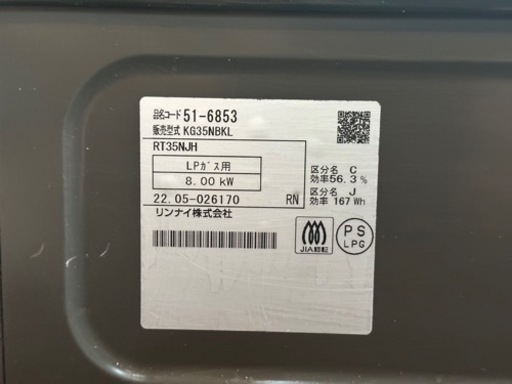 品名コード 51-6853
販売型式 KG35NBKL
RT35NJH
LPガス用
8.00 kW
区分名 C
効率56.3%
区分名 J
効率 167 Wh
22.05-026170 RN
リンナイ株式会社
JIA認証
PS
LPG